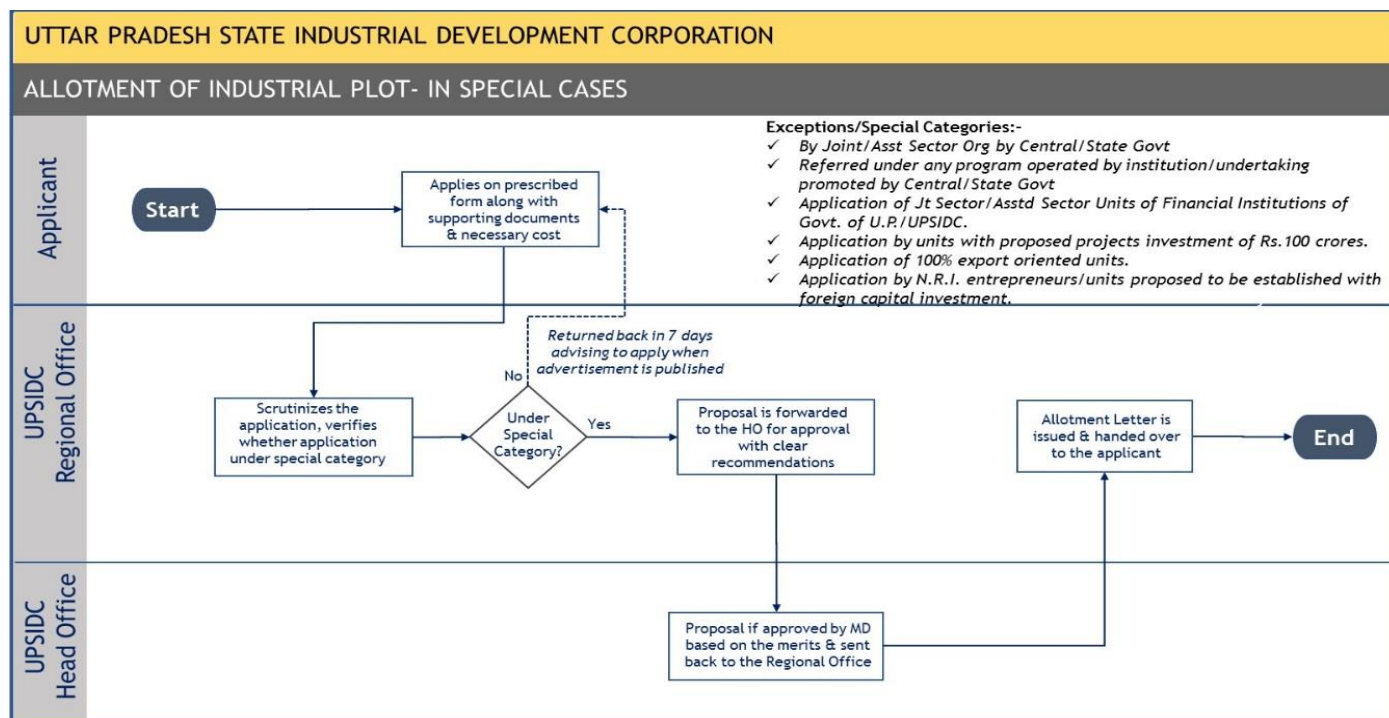 UTTAR PRADESH STATE INDUSTRIAL DEVELOPMENT CORPORATION
ALLOTMENT OF INDUSTRIAL PLOT- IN SPECIAL CASES
Applicant
Start
Applies on prescribed
form along with
supporting documents
& necessary cost
Exceptions/Special Categories:-
✓ By Joint/Asst Sector Org by Central/State Govt
✓ Referred under any program operated by institution/undertaking
promoted by Central/State Govt
✓ Application of Jt Sector/Asstd Sector Units of Financial Institutions of
Govt. of U.P./UPSIDC.
✓ Application by units with proposed projects investment of Rs.100 crores.
✓ Application of 100% export oriented units.
✓ Application by N.R.I. entrepreneurs/units proposed to be established with
foreign capital investment.
UPSIDC
Regional Office
Scrutinizes the
application, verifies
whether application
under special category
No
Returned back in 7 days
advising to apply when
advertisement is published
Under
Special
Category?
Yes
Proposal is forwarded
to the HO for approval
with clear
recommendations
Allotment Letter is
issued & handed over
to the applicant
End
UPSIDC
Head Office
Proposal if approved by MD
based on the merits & sent
back to the Regional Office